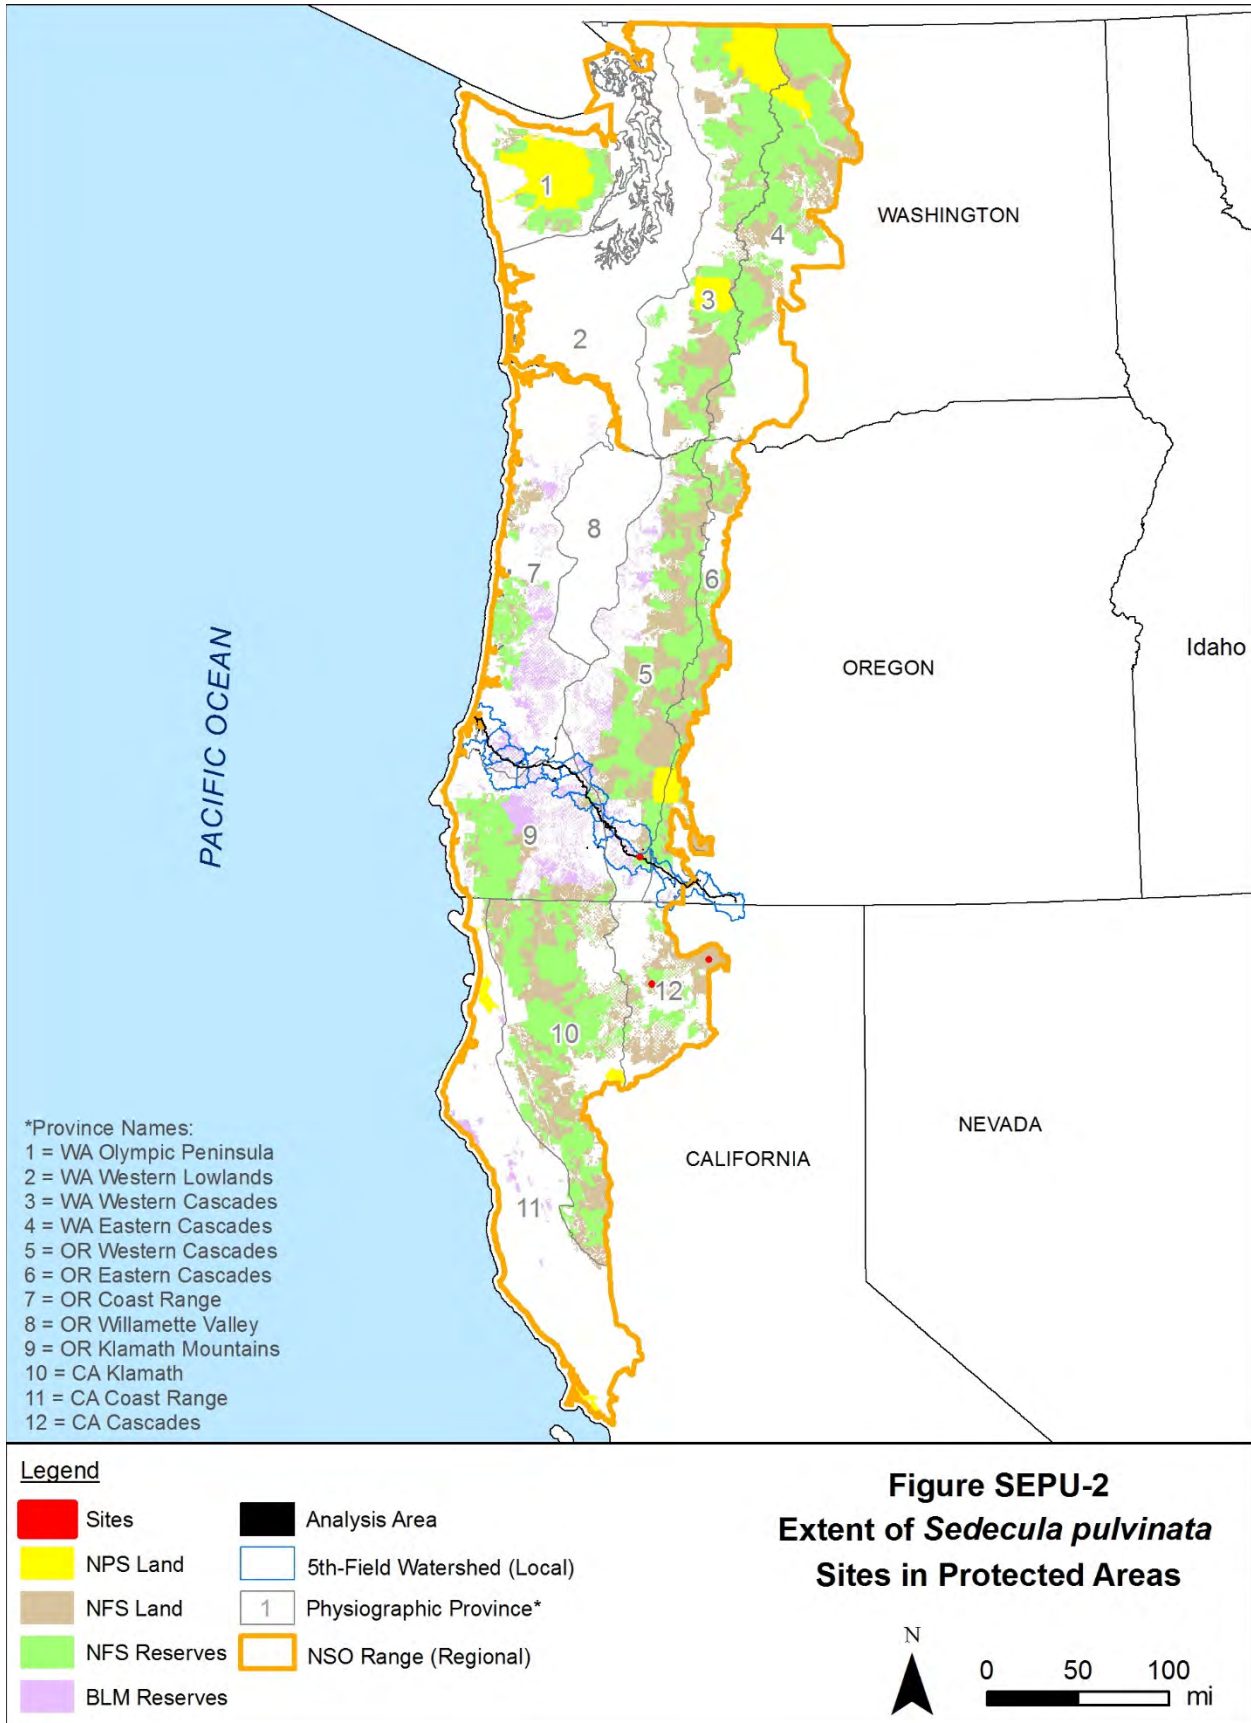 WASHINGTON
1
4
3
2
8
7
6
Idaho
5
OREGON
PACIFIC OCEAN
9
12
10
NEVADA
CALIFORNIA
11
*Province Names:
1 = WA Olympic Peninsula
2 = WA Western Lowlands
3 = WA Western Cascades
4 = WA Eastern Cascades
5 = OR Western Cascades
6 = OR Eastern Cascades
7 = OR Coast Range
8 = OR Willamette Valley
9 = OR Klamath Mountains
10 = CA Klamath
11 = CA Coast Range
12 = CA Cascades
Legend
Sites
NPS Land
NFS Land
NFS Reserves
BLM Reserves
Analysis Area
5th-Field Watershed (Local)
1 Physiographic Province*
NSO Range (Regional)
Figure SEPU-2
Extent of Sedecula pulvinata
Sites in Protected Areas
N
0 50 100
mi